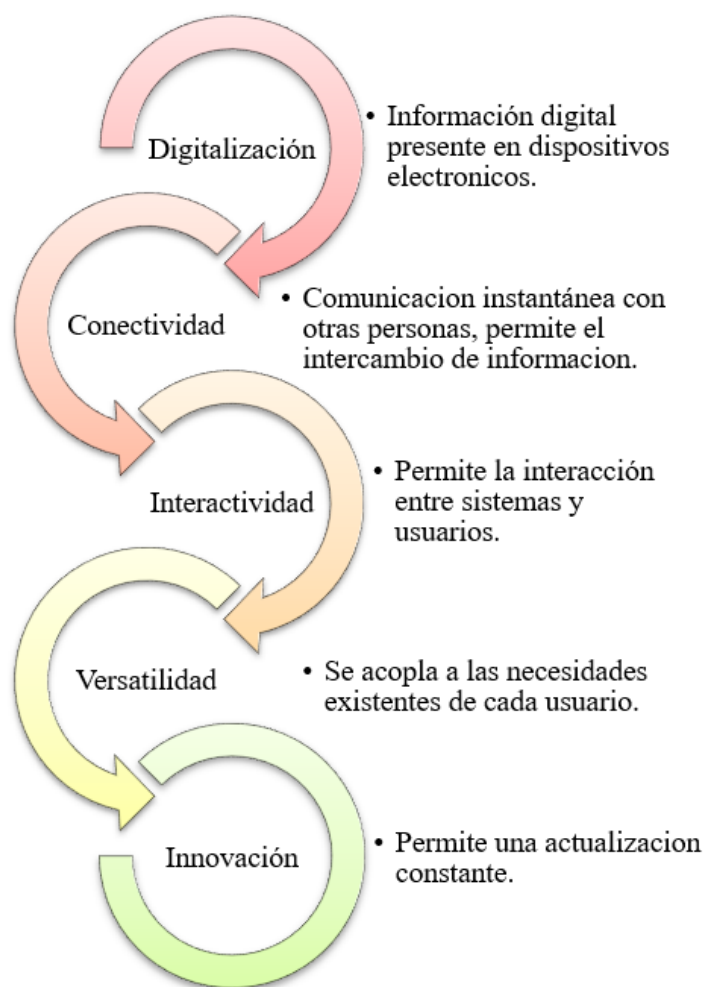 Digitalización
• Información digital
presente en dispositivos
electronicos.
Conectividad
• Comunicacion instantánea con
otras personas, permite el
intercambio de informacion.
Interactividad
• Permite la interacción
entre sistemas y
usuarios.
Versatilidad
• Se acopla a las necesidades
existentes de cada usuario.
Innovación
• Permite una actualizacion
constante.